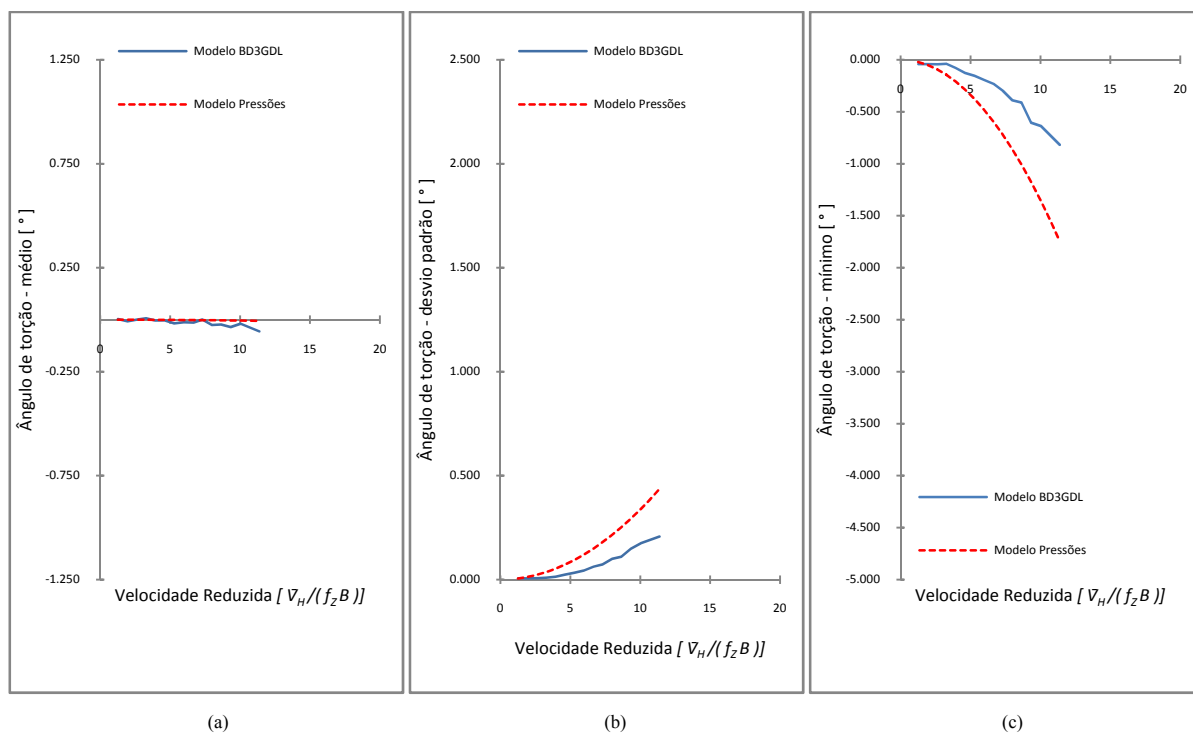 Modelo BD3GDL
Modelo Pressões
1.250
0.750
0.250
-0.250
-0.750
-1.250
0 5 10 15 20
Ângulo de torção - médio [ ° ]
Velocidade Reduzida [ V̅H /( fZ B )]
(a)
Modelo BD3GDL
Modelo Pressões
2.500
2.000
1.500
1.000
0.500
0.000
0 5 10 15 20
Ângulo de torção - desvio padrão [ ° ]
Velocidade Reduzida [ V̅H /( fZ B )]
(b)
0.000
-0.500
-1.000
-1.500
-2.000
-2.500
-3.000
-3.500
-4.000
-4.500
-5.000
0 5 10 15 20
Ângulo de torção - mínimo [ ° ]
Modelo BD3GDL
Modelo Pressões
Velocidade Reduzida [ V̅H /( fZ B )]
(c)